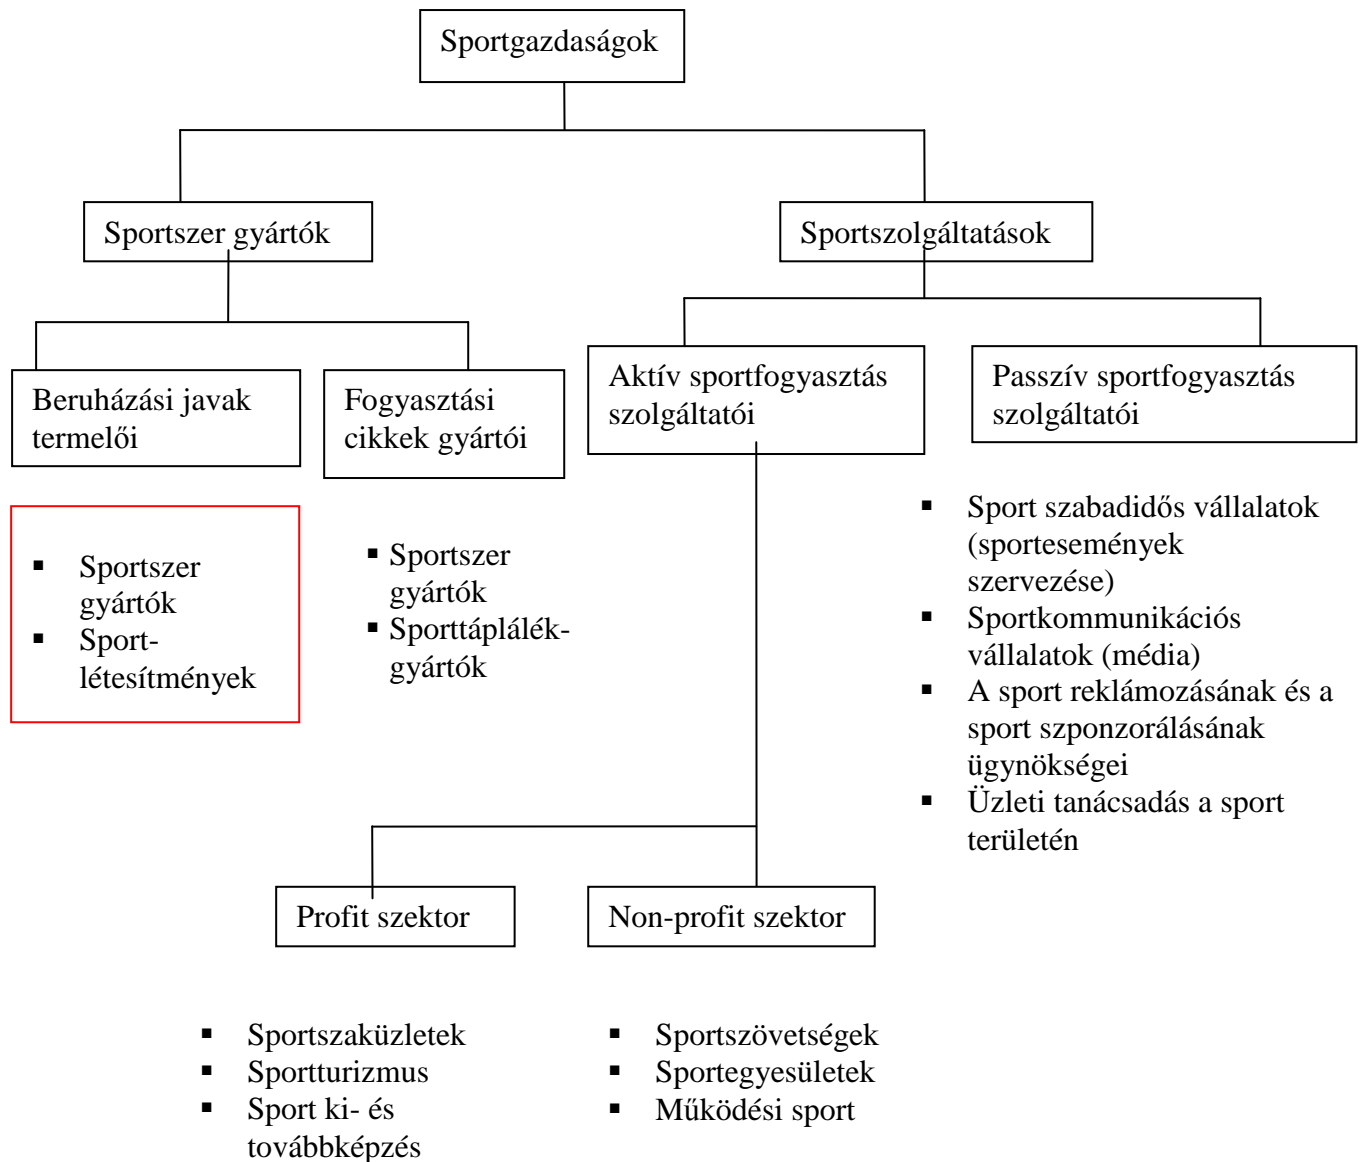 Sportgazdaságok
Sportszer gyártók
Sportszolgáltatások
Beruházási javak
termelői
Fogyasztási
cikkek gyártói
Aktív sportfogyasztás
szolgáltatói
Passzív sportfogyasztás
szolgáltatói
▪ Sportszer
gyártók
▪ Sport-
létesítmények
▪ Sportszer
gyártók
▪ Sporttáplálék-
gyártók
▪ Sport szabadidős vállalatok
(sportesemények
szervezése)
▪ Sportkommunikációs
vállalatok (média)
▪ A sport reklámozásának és a
sport szponzorálásának
ügynökségei
▪ Üzleti tanácsadás a sport
területén
Profit szektor
Non-profit szektor
▪ Sportszaküzletek
▪ Sportturizmus
▪ Sport ki- és
továbbképzés
▪ Sportszövetségek
▪ Sportegyesületek
▪ Működési sport